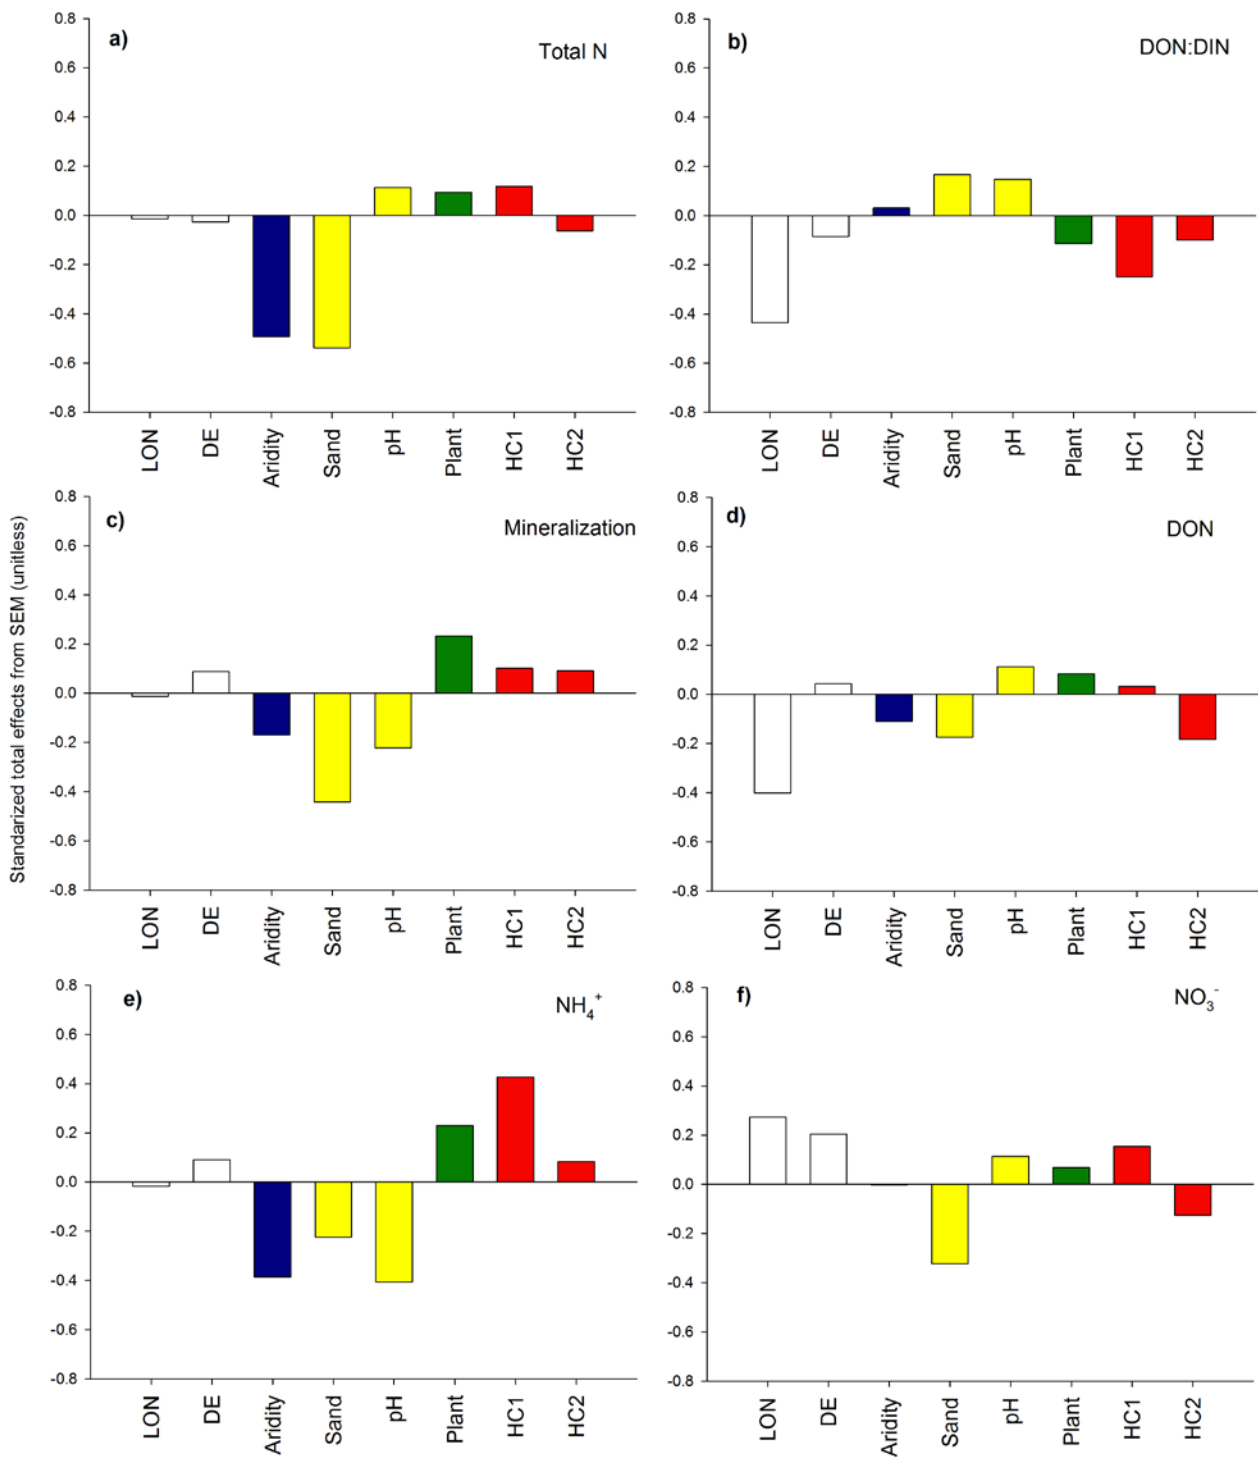 Standarized total effects from SEM (unitless)
a)
Total N
0.8
0.6
0.4
0.2
0.0
-0.2
-0.4
-0.6
-0.8
LON
DE
Aridity
Sand
pH
Plant
HC1
HC2
b)
DON:DIN
0.8
0.6
0.4
0.2
0.0
-0.2
-0.4
-0.6
-0.8
LON
DE
Aridity
Sand
pH
Plant
HC1
HC2
c)
Mineralization
0.8
0.6
0.4
0.2
0.0
-0.2
-0.4
-0.6
-0.8
LON
DE
Aridity
Sand
pH
Plant
HC1
HC2
d)
DON
0.8
0.6
0.4
0.2
0.0
-0.2
-0.4
-0.6
-0.8
LON
DE
Aridity
Sand
pH
Plant
HC1
HC2
e)
NH₄⁺
0.8
0.6
0.4
0.2
0.0
-0.2
-0.4
-0.6
-0.8
LON
DE
Aridity
Sand
pH
Plant
HC1
HC2
f)
NO₃⁻
0.8
0.6
0.4
0.2
0.0
-0.2
-0.4
-0.6
-0.8
LON
DE
Aridity
Sand
pH
Plant
HC1
HC2